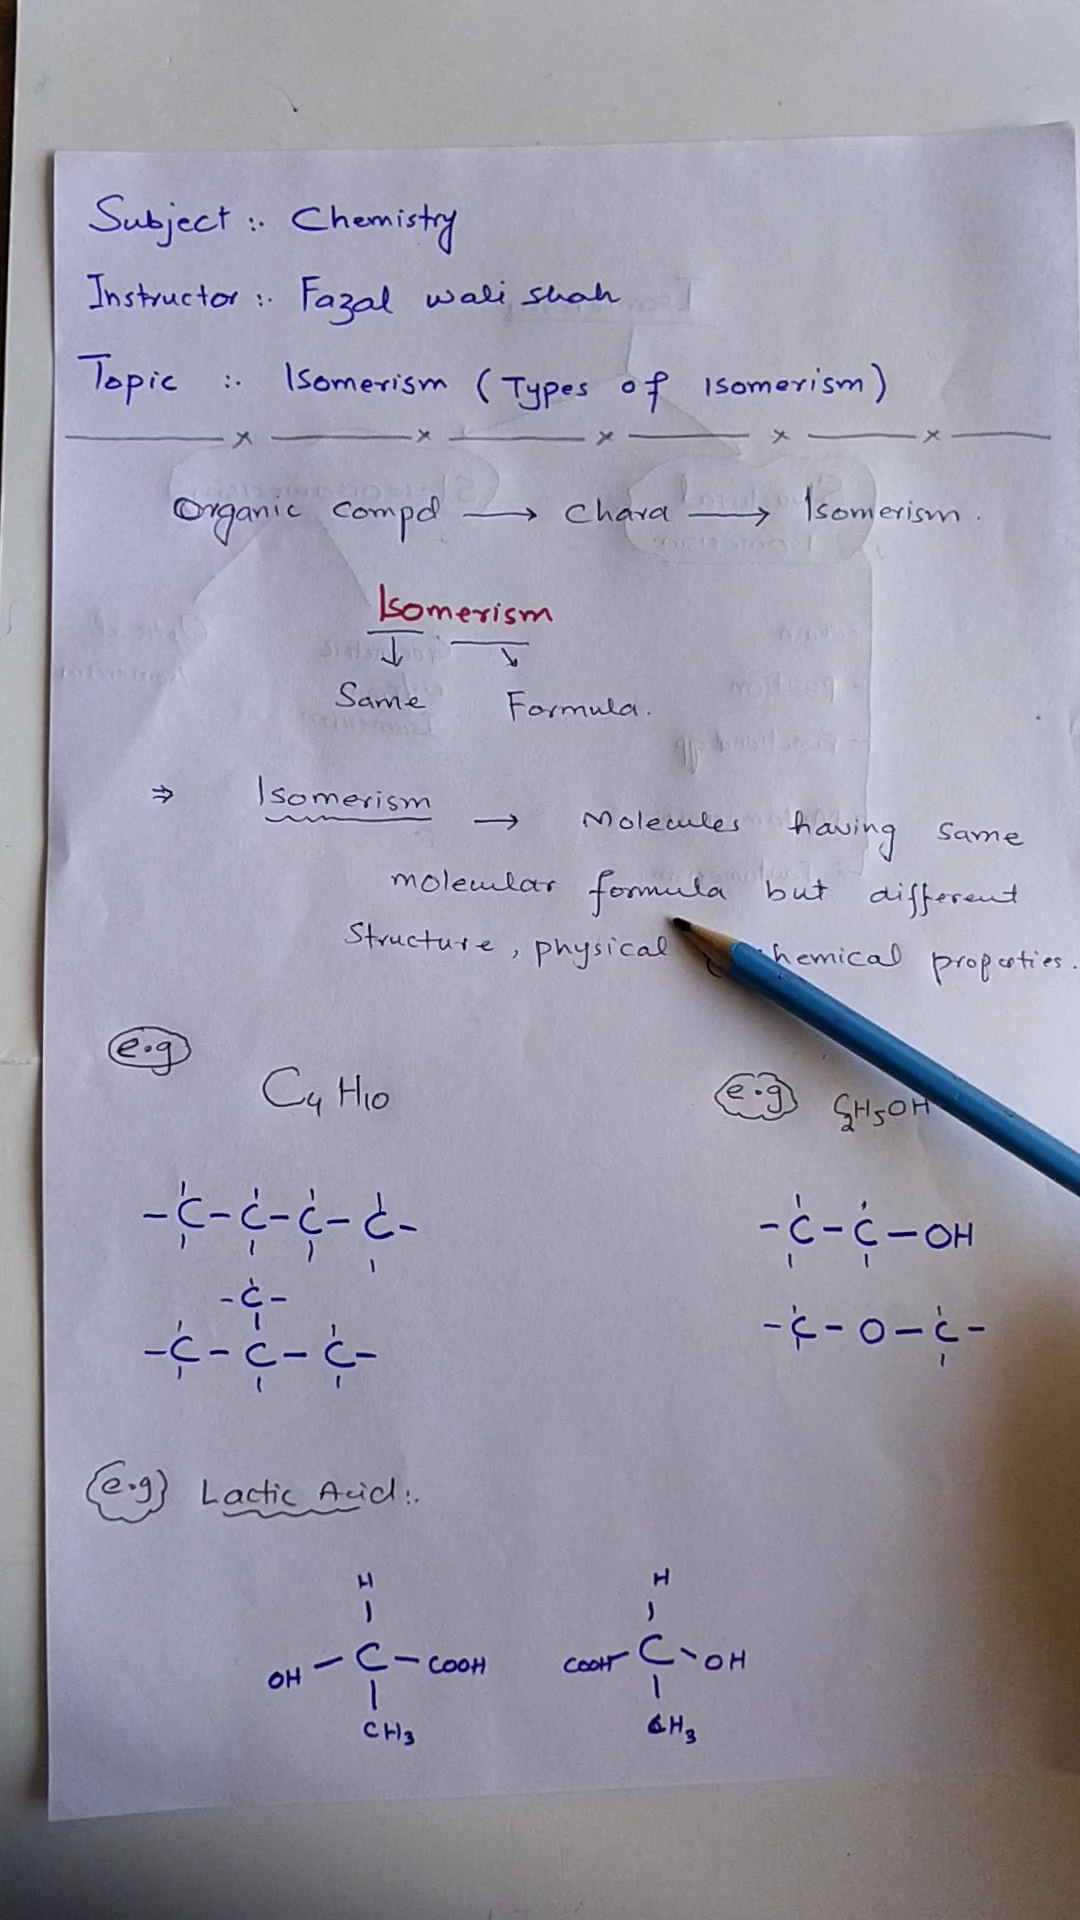 Subject :. Chemistry
Instructor :. Fazal wali shah
Topic :. Isomerism (Types of Isomerism)
Organic compd → Chara → Isomerism.
Isomerism
Same Formula.
⇒ Isomerism → Molecules having same
molecular formula but different
Structure, physical hemical properties.
e.g
C4 H10
e.g C2H5OH
-C-C-C-C-
-C-C-OH
-C-
-C-C-C-
-C-O-C-
e.g Lactic Acid:.
H H
OH-C-COOH COOH-C-OH
CH3 CH3